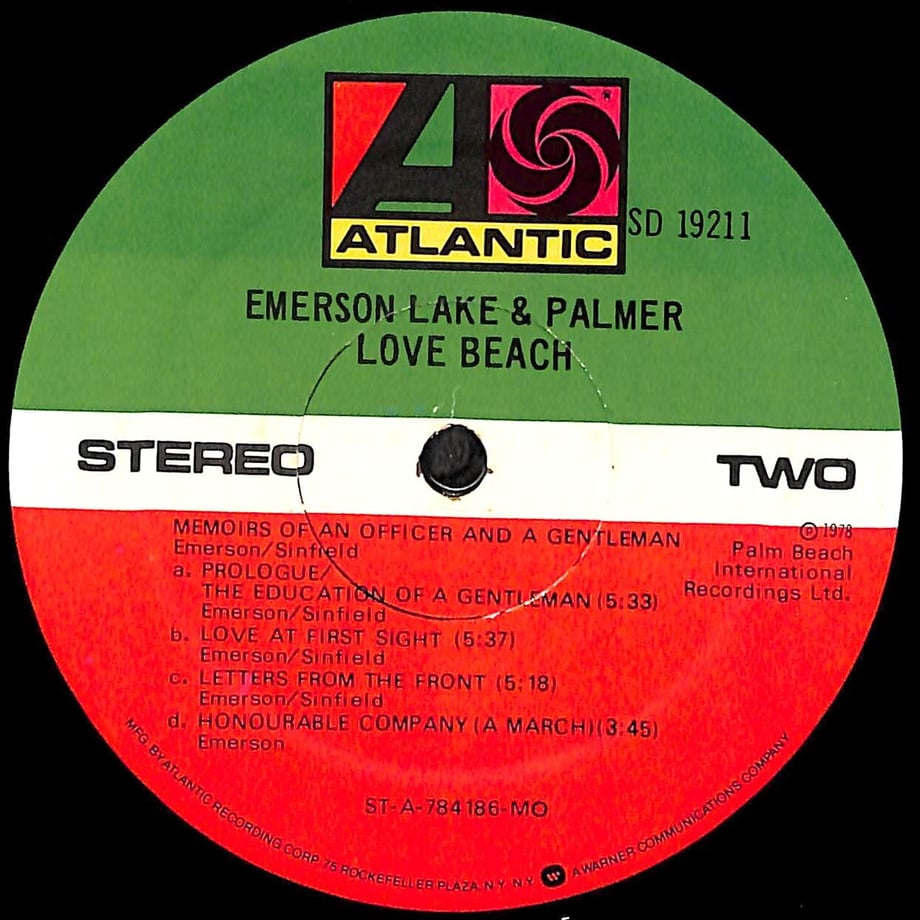 ATLANTIC
SD 19211
EMERSON LAKE & PALMER
LOVE BEACH
STEREO
TWO
℗ 1978
Palm Beach
International
Recordings Ltd.
MEMOIRS OF AN OFFICER AND A GENTLEMAN
Emerson/Sinfield
a. PROLOGUE/
THE EDUCATION OF A GENTLEMAN (5:33)
Emerson/Sinfield
b. LOVE AT FIRST SIGHT (5:37)
Emerson/Sinfield
c. LETTERS FROM THE FRONT (5:18)
Emerson/Sinfield
d. HONOURABLE COMPANY (A MARCH) (3:45)
Emerson
ST-A-784186-MO
MFG. BY ATLANTIC RECORDING CORP. 75 ROCKEFELLER PLAZA, N.Y. N.Y. A WARNER COMMUNICATIONS COMPANY